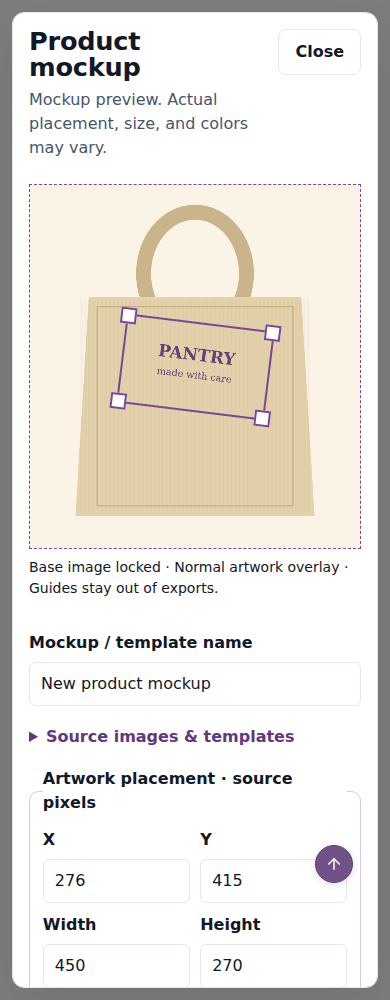 Product
mockup
Close
Mockup preview. Actual
placement, size, and colors
may vary.
PANTRY
made with care
Base image locked · Normal artwork overlay ·
Guides stay out of exports.
Mockup / template name
New product mockup
Source images & templates
Artwork placement · source
pixels
X
Y
276
415
Width
Height
450
270